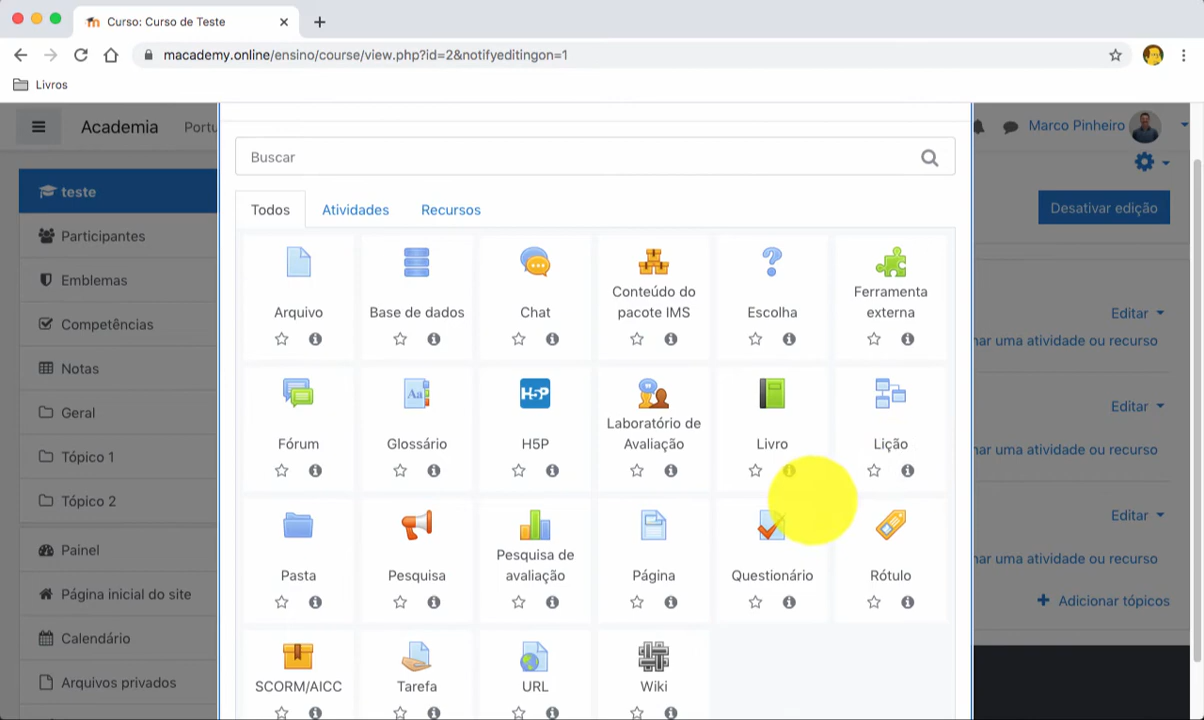 Curso: Curso de Teste
macademy.online/ensino/course/view.php?id=2&notifyeditingon=1
Livros
Academia
Portu
Marco Pinheiro
Buscar
teste
Todos
Atividades
Recursos
Desativar edição
Participantes
Emblemas
Competências
Notas
Geral
Tópico 1
Tópico 2
Painel
Página inicial do site
Calendário
Arquivos privados
Arquivo
Base de dados
Chat
Conteúdo do
pacote IMS
Escolha
Ferramenta
externa
Fórum
Aa
Glossário
H5P
H5P
Laboratório de
Avaliação
Livro
Lição
Pasta
Pesquisa
Pesquisa de
avaliação
Página
Questionário
Rótulo
SCORM/AICC
Tarefa
URL
Wiki
Editar
nar uma atividade ou recurso
Editar
nar uma atividade ou recurso
Editar
nar uma atividade ou recurso
Adicionar tópicos